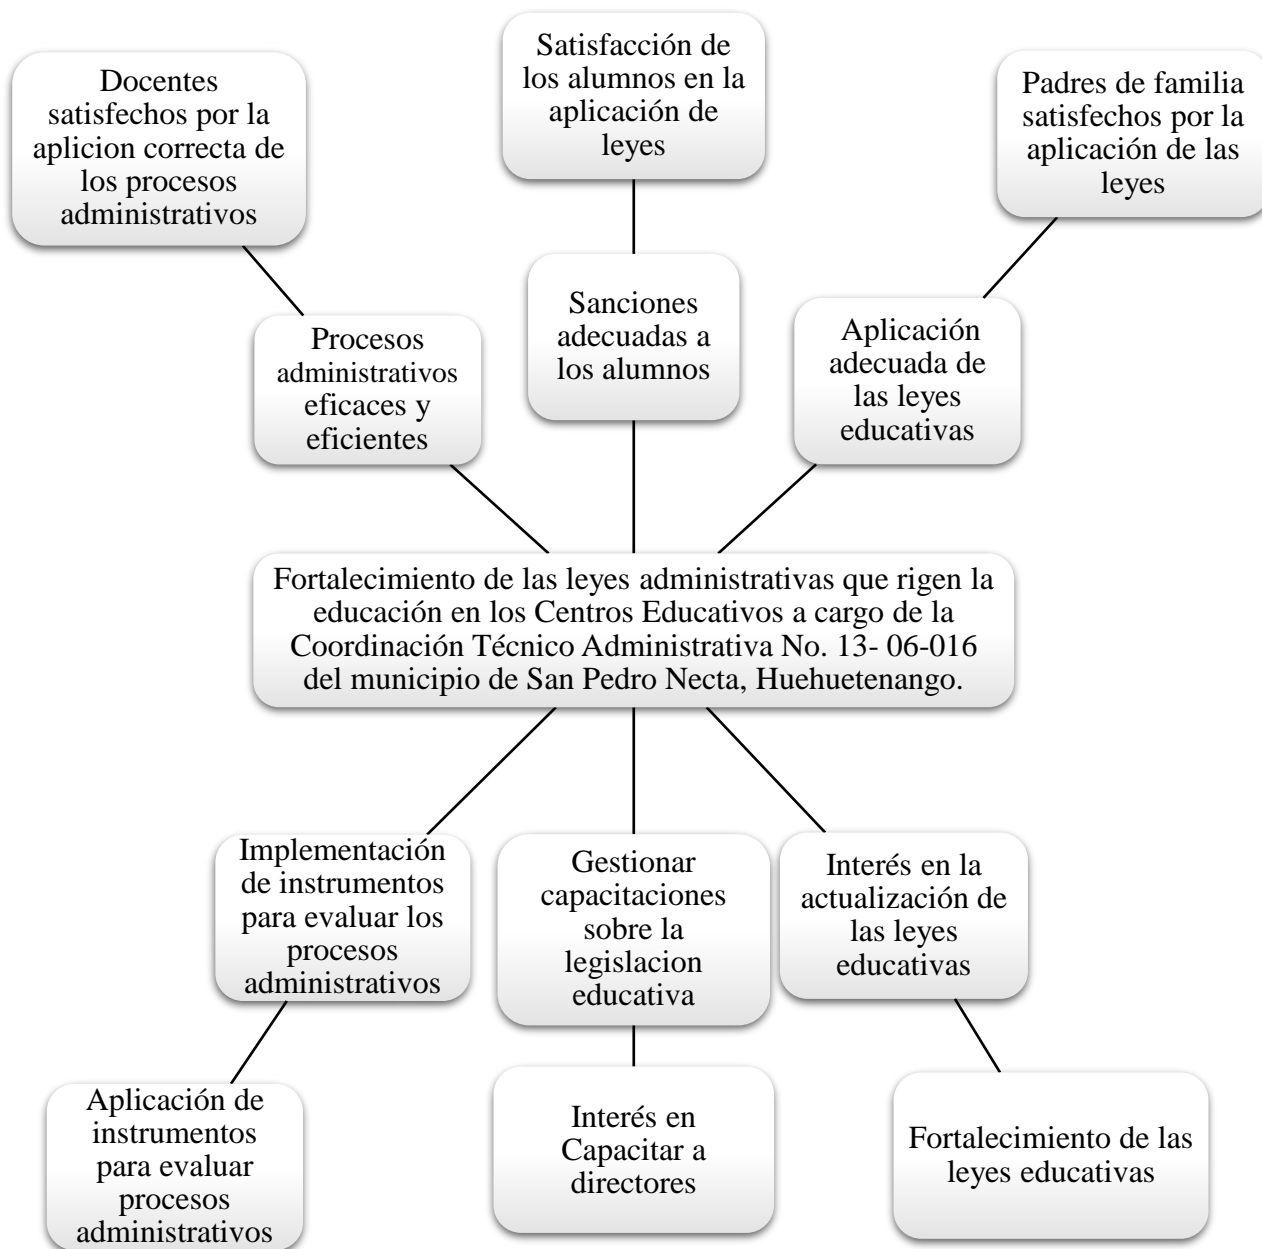 Docentes
satisfechos por la
aplicion correcta de
los procesos
administrativos
Satisfacción de
los alumnos en la
aplicación de
leyes
Padres de familia
satisfechos por la
aplicación de las
leyes
Procesos
administrativos
eficaces y
eficientes
Sanciones
adecuadas a
los alumnos
Aplicación
adecuada de
las leyes
educativas
Fortalecimiento de las leyes administrativas que rigen la
educación en los Centros Educativos a cargo de la
Coordinación Técnico Administrativa No. 13- 06-016
del municipio de San Pedro Necta, Huehuetenango.
Implementación
de instrumentos
para evaluar los
procesos
administrativos
Gestionar
capacitaciones
sobre la
legislacion
educativa
Interés en la
actualización de
las leyes
educativas
Aplicación de
instrumentos
para evaluar
procesos
administrativos
Interés en
Capacitar a
directores
Fortalecimiento de las
leyes educativas